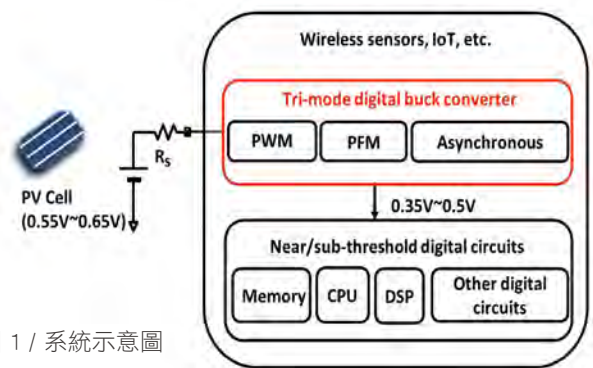 Wireless sensors, IoT, etc.
Tri-mode digital buck converter
PWM
PFM
Asynchronous
Rs
PV Cell
(0.55V~0.65V)
0.35V~0.5V
Near/sub-threshold digital circuits
Memory
CPU
DSP
Other digital
circuits
1 / 系統示意圖